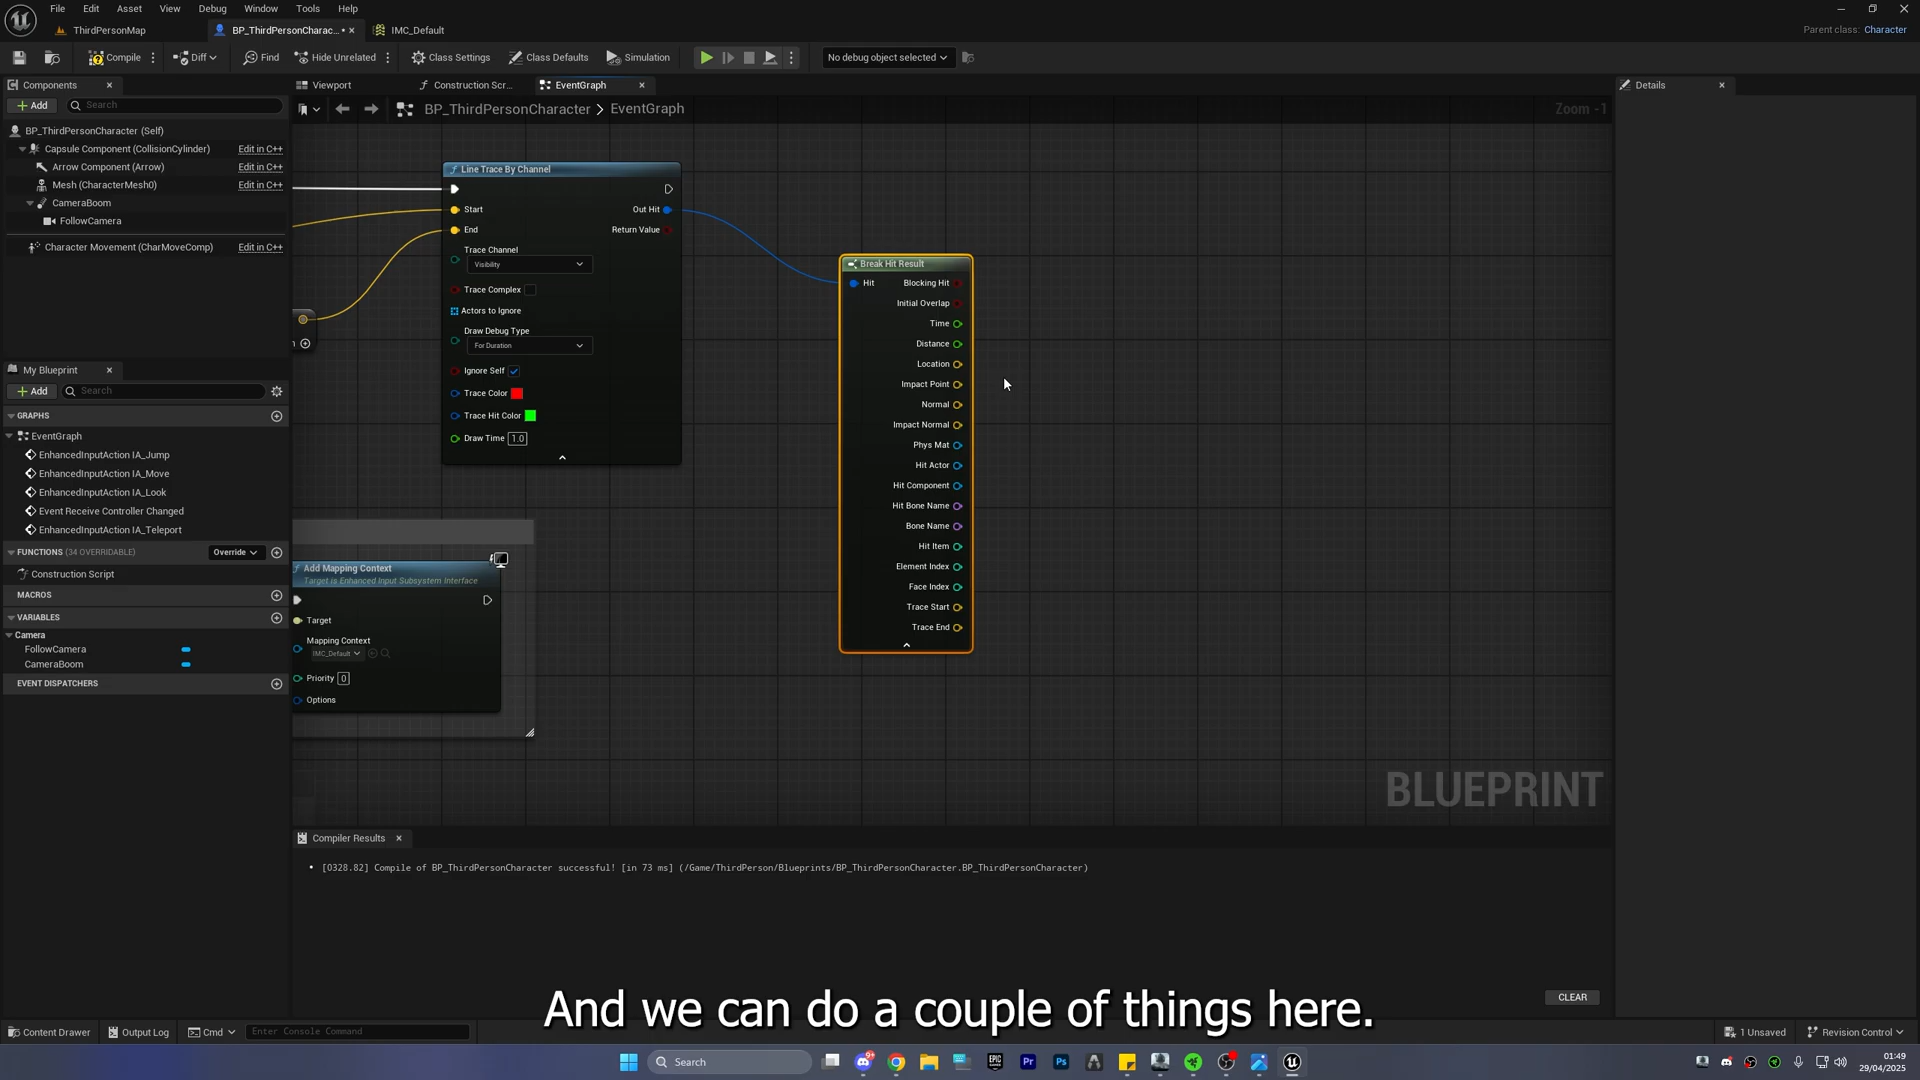 File Edit Asset View Debug Window Tools Help
ThirdPersonMap
BP_ThirdPersonCharac...
IMC_Default
Parent class: Character
Compile
Diff
Find
Hide Unrelated
Class Settings
Class Defaults
Simulation
No debug object selected
Components
Add
Search
BP_ThirdPersonCharacter (Self)
Capsule Component (CollisionCylinder) Edit in C++
Arrow Component (Arrow) Edit in C++
Mesh (CharacterMesh0) Edit in C++
CameraBoom
FollowCamera
Character Movement (CharMoveComp) Edit in C++
My Blueprint
Add
Search
GRAPHS
EventGraph
EnhancedInputAction IA_Jump
EnhancedInputAction IA_Move
EnhancedInputAction IA_Look
Event Receive Controller Changed
EnhancedInputAction IA_Teleport
FUNCTIONS (34 OVERRIDABLE) Override
Construction Script
MACROS
VARIABLES
Camera
FollowCamera
CameraBoom
EVENT DISPATCHERS
Viewport
Construction Scr...
EventGraph
BP_ThirdPersonCharacter > EventGraph
Zoom -1
Line Trace By Channel
Start
Out Hit
End
Return Value
Trace Channel
Visibility
Trace Complex
Actors to Ignore
Draw Debug Type
For Duration
Ignore Self
Trace Color
Trace Hit Color
Draw Time 1.0
Break Hit Result
Hit
Blocking Hit
Initial Overlap
Time
Distance
Location
Impact Point
Normal
Impact Normal
Phys Mat
Hit Actor
Hit Component
Hit Bone Name
Bone Name
Hit Item
Element Index
Face Index
Trace Start
Trace End
Add Mapping Context
Target is Enhanced Input Subsystem Interface
Target
Mapping Context
IMC_Default
Priority 0
Options
BLUEPRINT
Details
Compiler Results
[0328.82] Compile of BP_ThirdPersonCharacter successful! [in 73 ms] (/Game/ThirdPerson/Blueprints/BP_ThirdPersonCharacter.BP_ThirdPersonCharacter)
CLEAR
And we can do a couple of things here.
Content Drawer
Output Log
Cmd
Enter Console Command
1 Unsaved
Revision Control
Search
01:49
29/04/2025